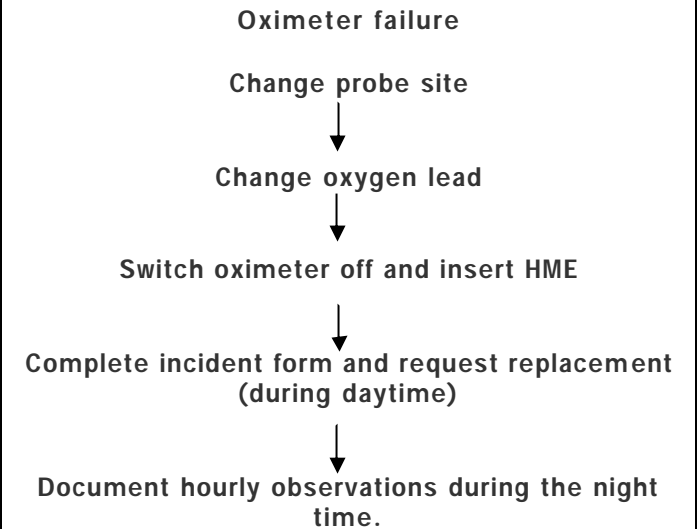 Oximeter failure
Change probe site
Change oxygen lead
Switch oximeter off and insert HME
Complete incident form and request replacement
(during daytime)
Document hourly observations during the night
time.